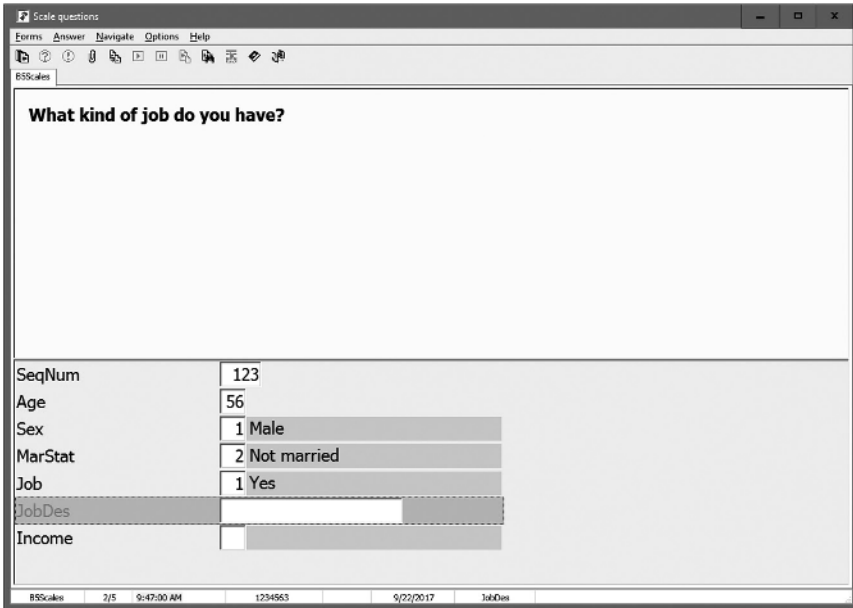 Scale questions
Forms Answer Navigate Options Help
BSScales
What kind of job do you have?
SeqNum 123
Age 56
Sex 1 Male
MarStat 2 Not married
Job 1 Yes
JobDes
Income
BSScales 2/5 9:47:00 AM 1234563 9/22/2017 JobDes